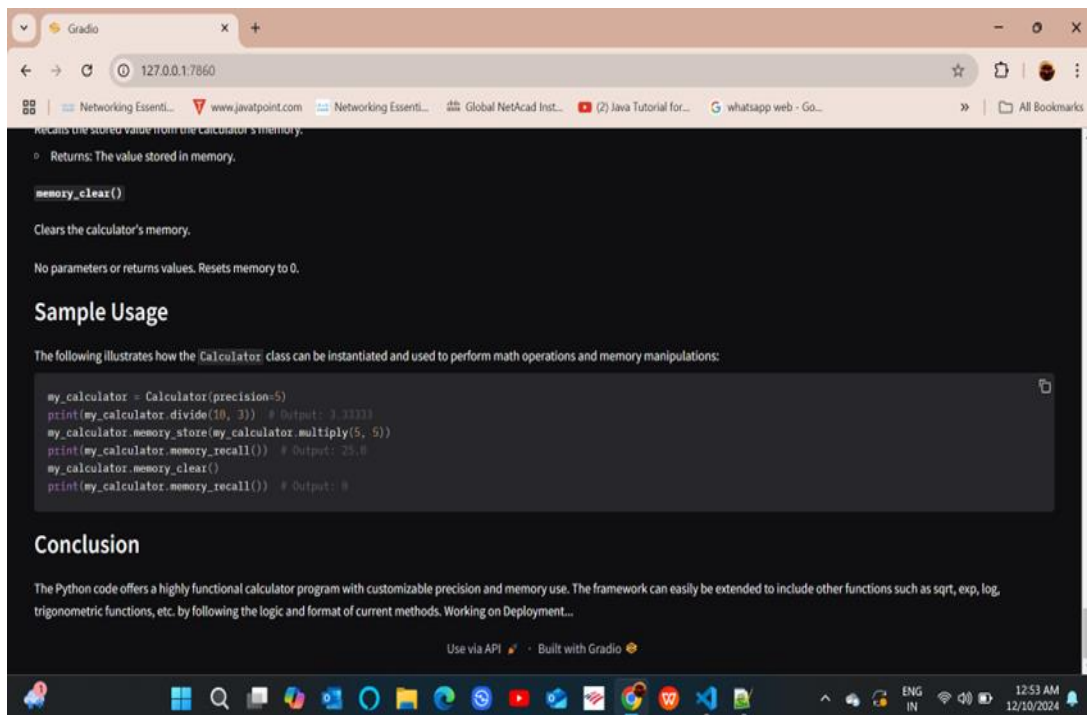 Gradio
127.0.0.1:7860
Networking Essenti... www.javatpoint.com Networking Essenti... Global NetAcad Inst... (2) Java Tutorial for... whatsapp web - Go... » All Bookmarks
Recalls the stored value from the calculator's memory.
Returns: The value stored in memory.
memory_clear()
Clears the calculator's memory.
No parameters or returns values. Resets memory to 0.
Sample Usage
The following illustrates how the Calculator class can be instantiated and used to perform math operations and memory manipulations:
my_calculator = Calculator(precision=5)
print(my_calculator.divide(10, 3)) # Output: 3.33333
my_calculator.memory_store(my_calculator.multiply(5, 5))
print(my_calculator.memory_recall()) # Output: 25.0
my_calculator.memory_clear()
print(my_calculator.memory_recall()) # Output: 0
Conclusion
The Python code offers a highly functional calculator program with customizable precision and memory use. The framework can easily be extended to include other functions such as sqrt, exp, log,
trigonometric functions, etc. by following the logic and format of current methods. Working on Deployment...
Use via API · Built with Gradio
ENG 12:53 AM
IN 12/10/2024